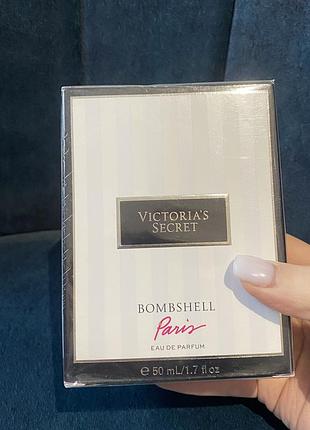 VICTORIA'S
SECRET
BOMBSHELL
Paris
EAU DE PARFUM
℮ 50 mL/1.7 fl oz